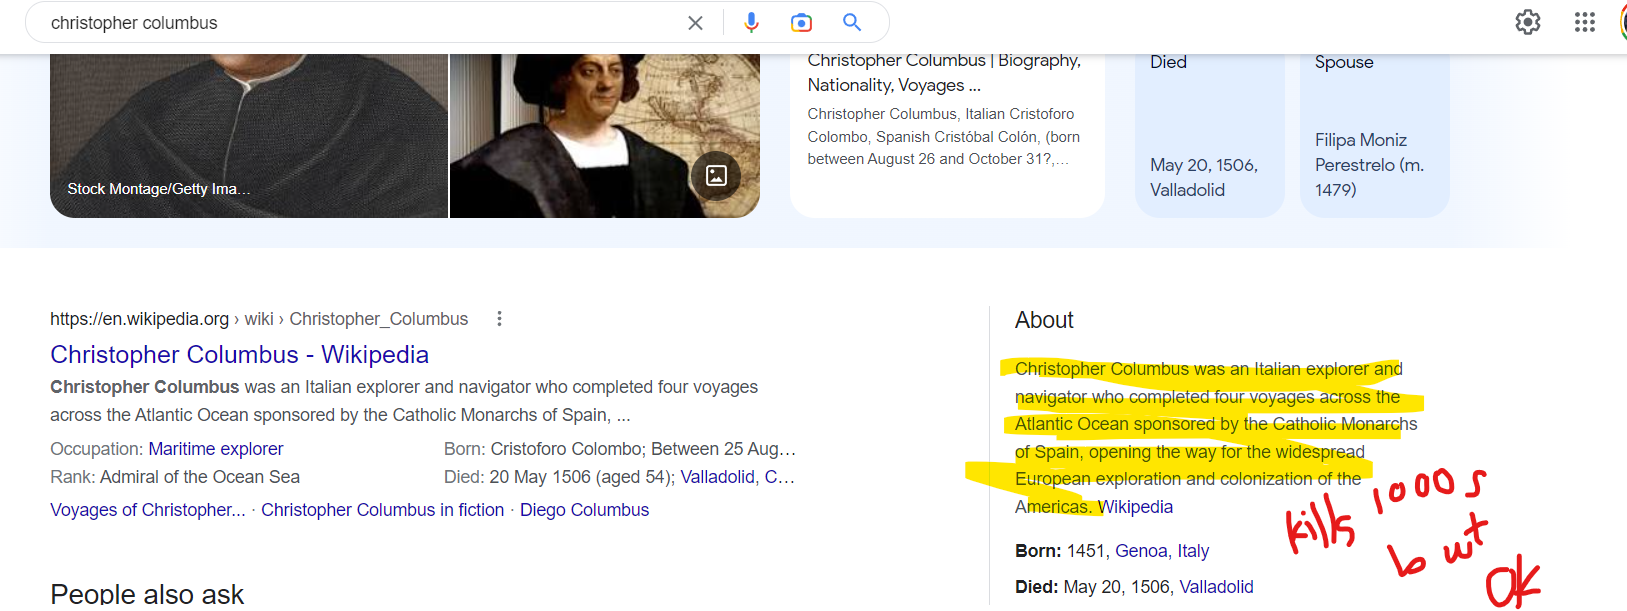 christopher columbus
Christopher Columbus | Biography,
Nationality, Voyages ...
Christopher Columbus, Italian Cristoforo
Colombo, Spanish Cristóbal Colón, (born
between August 26 and October 31?,...
Died
May 20, 1506,
Valladolid
Spouse
Filipa Moniz
Perestrelo (m.
1479)
Stock Montage/Getty Ima...
https://en.wikipedia.org › wiki › Christopher_Columbus
Christopher Columbus - Wikipedia
Christopher Columbus was an Italian explorer and navigator who completed four voyages
across the Atlantic Ocean sponsored by the Catholic Monarchs of Spain, ...
Occupation: Maritime explorer
Born: Cristoforo Colombo; Between 25 Aug...
Rank: Admiral of the Ocean Sea
Died: 20 May 1506 (aged 54); Valladolid, C...
Voyages of Christopher... · Christopher Columbus in fiction · Diego Columbus
People also ask
About
Christopher Columbus was an Italian explorer and
navigator who completed four voyages across the
Atlantic Ocean sponsored by the Catholic Monarchs
of Spain, opening the way for the widespread
European exploration and colonization of the
Americas. Wikipedia
Born: 1451, Genoa, Italy
Died: May 20, 1506, Valladolid
kills 1000s
but
ok